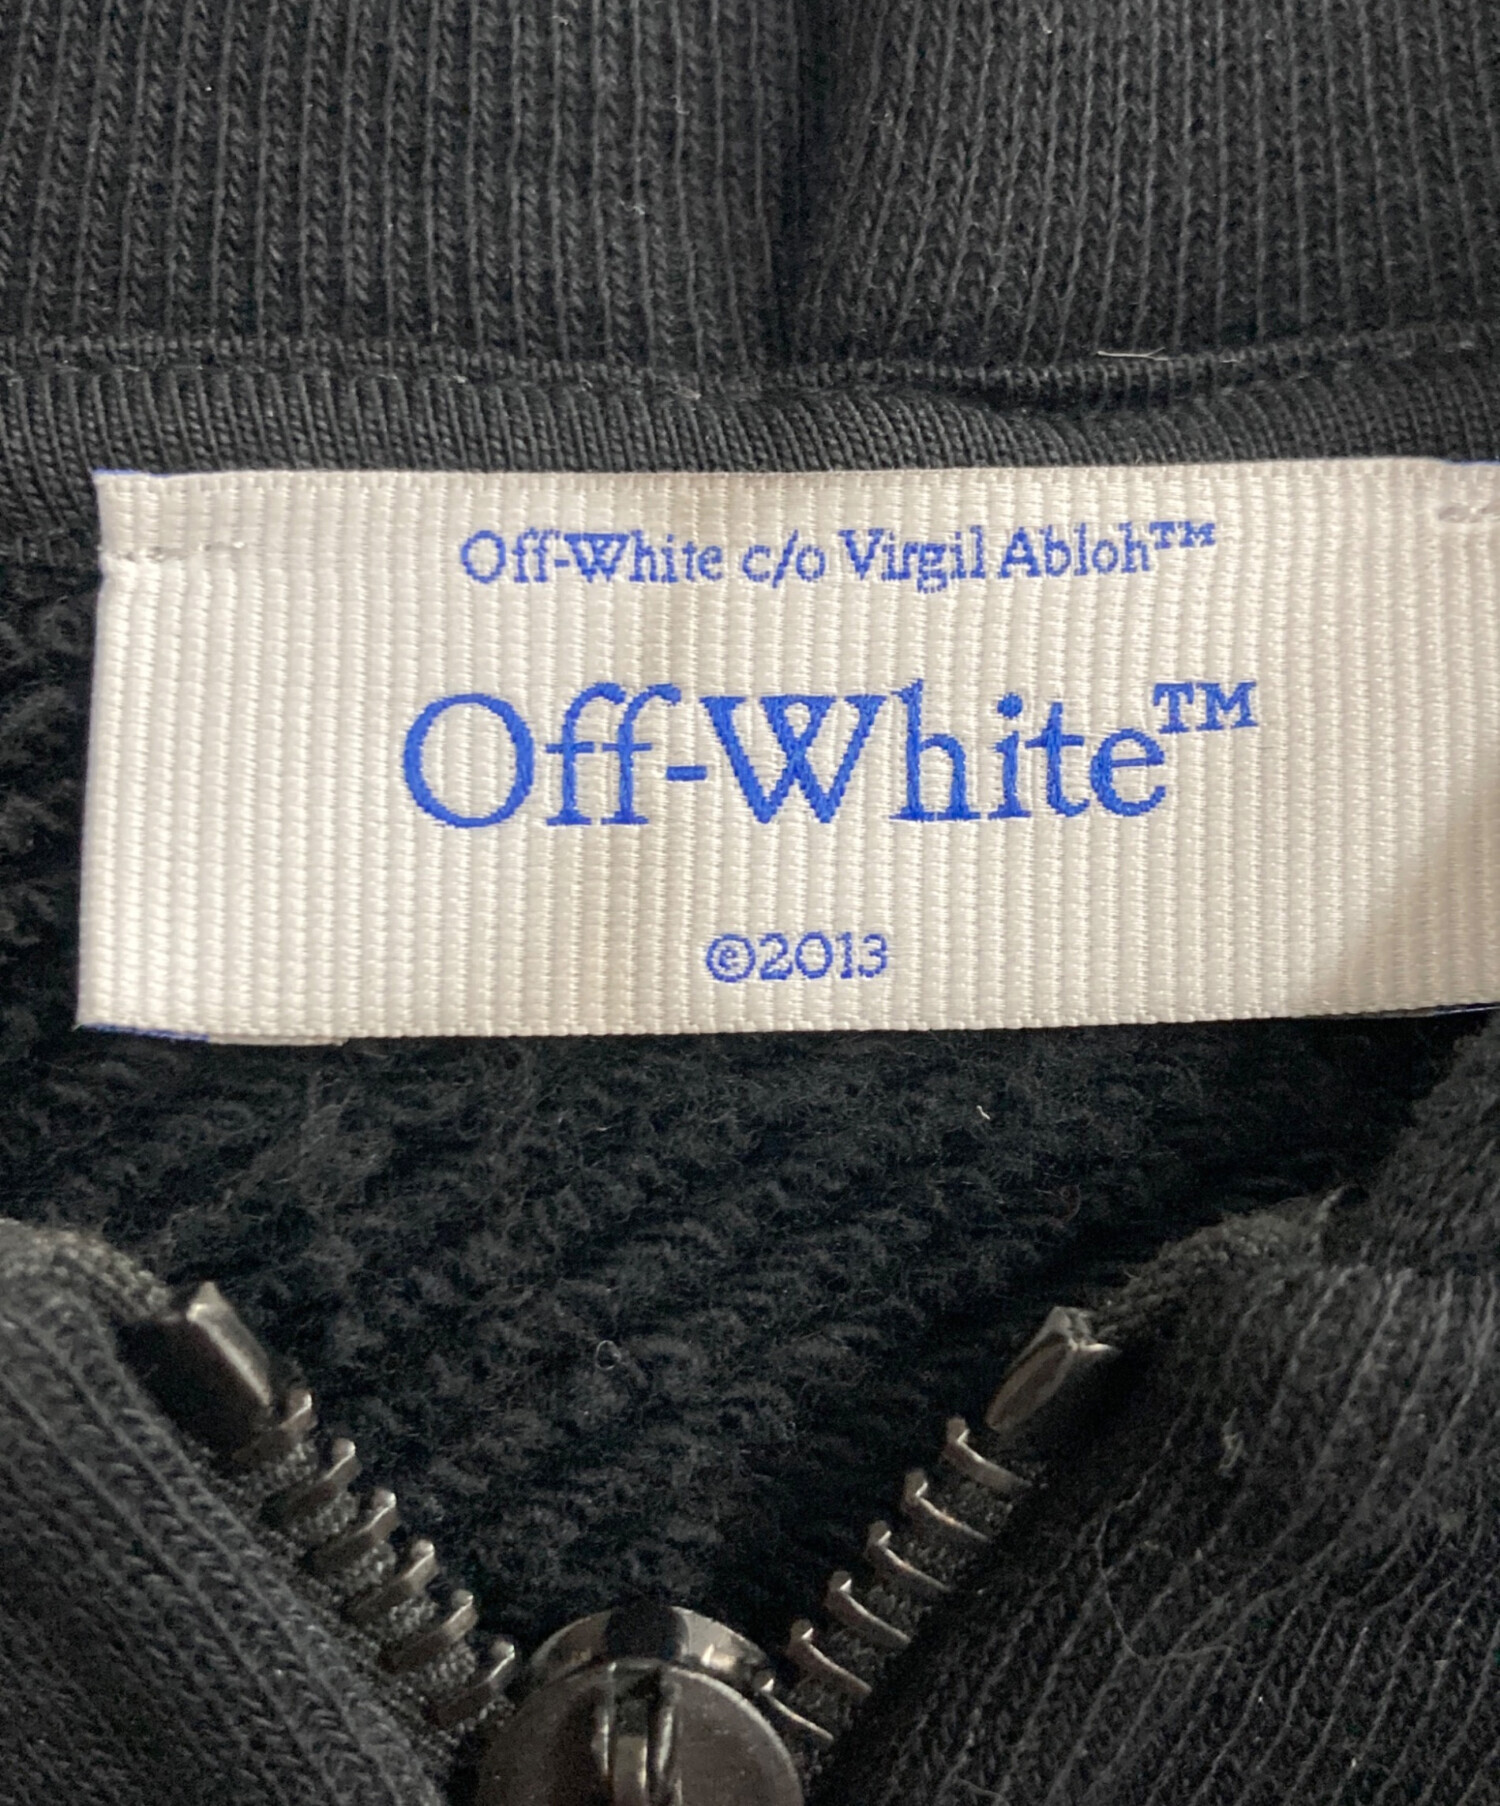 Off-White c/o Virgil Abloh™
Off-White™
©2013